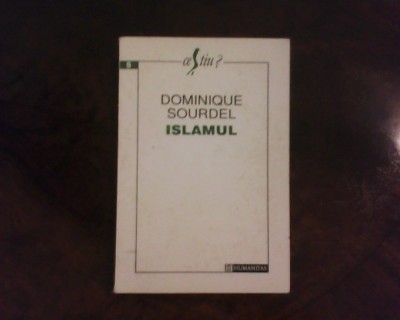 ce știu?
DOMINIQUE
SOURDEL
ISLAMUL
HUMANITAS